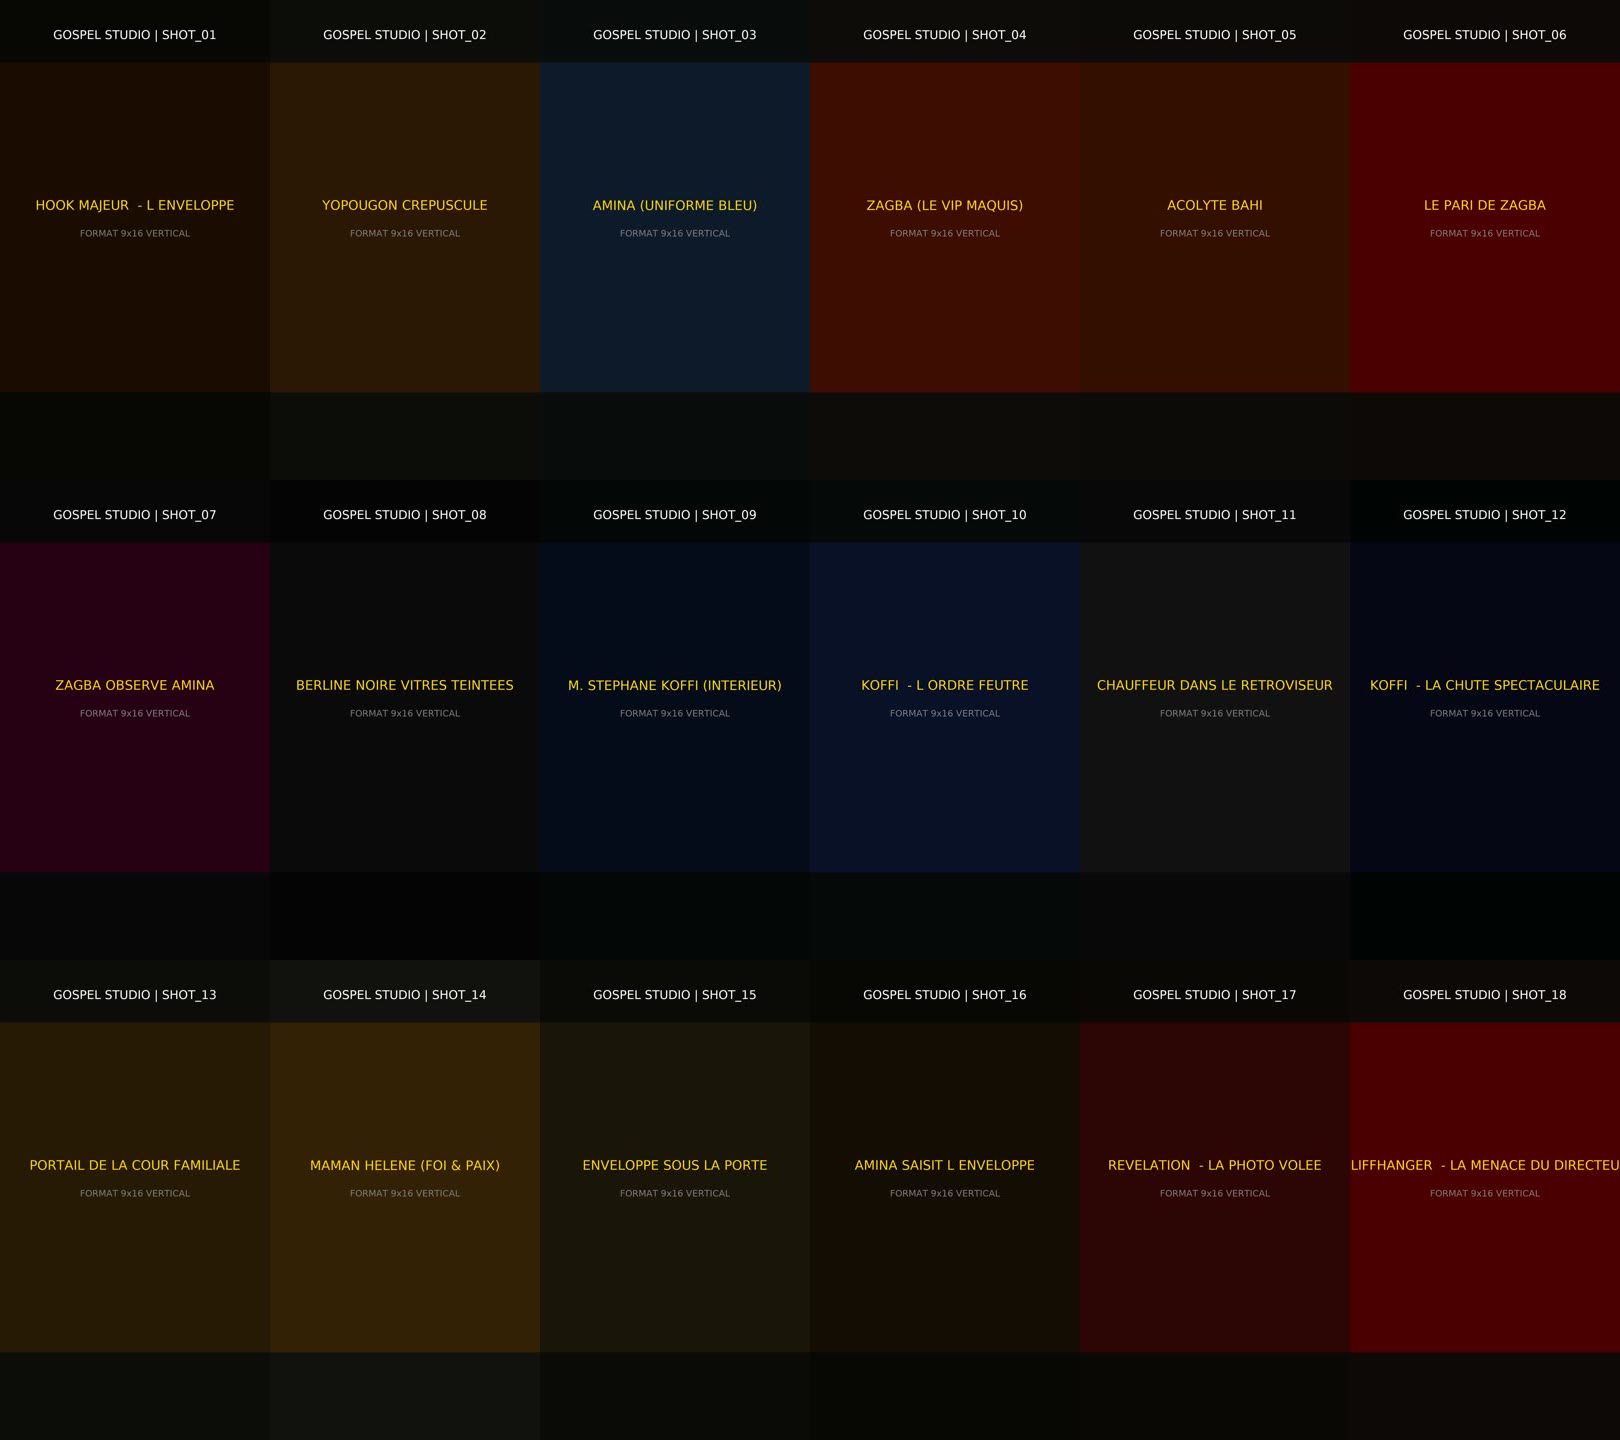 GOSPEL STUDIO | SHOT_01
HOOK MAJEUR  - L ENVELOPPE
FORMAT 9x16 VERTICAL
GOSPEL STUDIO | SHOT_02
YOPOUGON CREPUSCULE
FORMAT 9x16 VERTICAL
GOSPEL STUDIO | SHOT_03
AMINA (UNIFORME BLEU)
FORMAT 9x16 VERTICAL
GOSPEL STUDIO | SHOT_04
ZAGBA (LE VIP MAQUIS)
FORMAT 9x16 VERTICAL
GOSPEL STUDIO | SHOT_05
ACOLYTE BAHI
FORMAT 9x16 VERTICAL
GOSPEL STUDIO | SHOT_06
LE PARI DE ZAGBA
FORMAT 9x16 VERTICAL
GOSPEL STUDIO | SHOT_07
ZAGBA OBSERVE AMINA
FORMAT 9x16 VERTICAL
GOSPEL STUDIO | SHOT_08
BERLINE NOIRE VITRES TEINTEES
FORMAT 9x16 VERTICAL
GOSPEL STUDIO | SHOT_09
M. STEPHANE KOFFI (INTERIEUR)
FORMAT 9x16 VERTICAL
GOSPEL STUDIO | SHOT_10
KOFFI  - L ORDRE FEUTRE
FORMAT 9x16 VERTICAL
GOSPEL STUDIO | SHOT_11
CHAUFFEUR DANS LE RETROVISEUR
FORMAT 9x16 VERTICAL
GOSPEL STUDIO | SHOT_12
KOFFI  - LA CHUTE SPECTACULAIRE
FORMAT 9x16 VERTICAL
GOSPEL STUDIO | SHOT_13
PORTAIL DE LA COUR FAMILIALE
FORMAT 9x16 VERTICAL
GOSPEL STUDIO | SHOT_14
MAMAN HELENE (FOI & PAIX)
FORMAT 9x16 VERTICAL
GOSPEL STUDIO | SHOT_15
ENVELOPPE SOUS LA PORTE
FORMAT 9x16 VERTICAL
GOSPEL STUDIO | SHOT_16
AMINA SAISIT L ENVELOPPE
FORMAT 9x16 VERTICAL
GOSPEL STUDIO | SHOT_17
REVELATION  - LA PHOTO VOLEE
FORMAT 9x16 VERTICAL
GOSPEL STUDIO | SHOT_18
LIFFHANGER  - LA MENACE DU DIRECTEU
FORMAT 9x16 VERTICAL